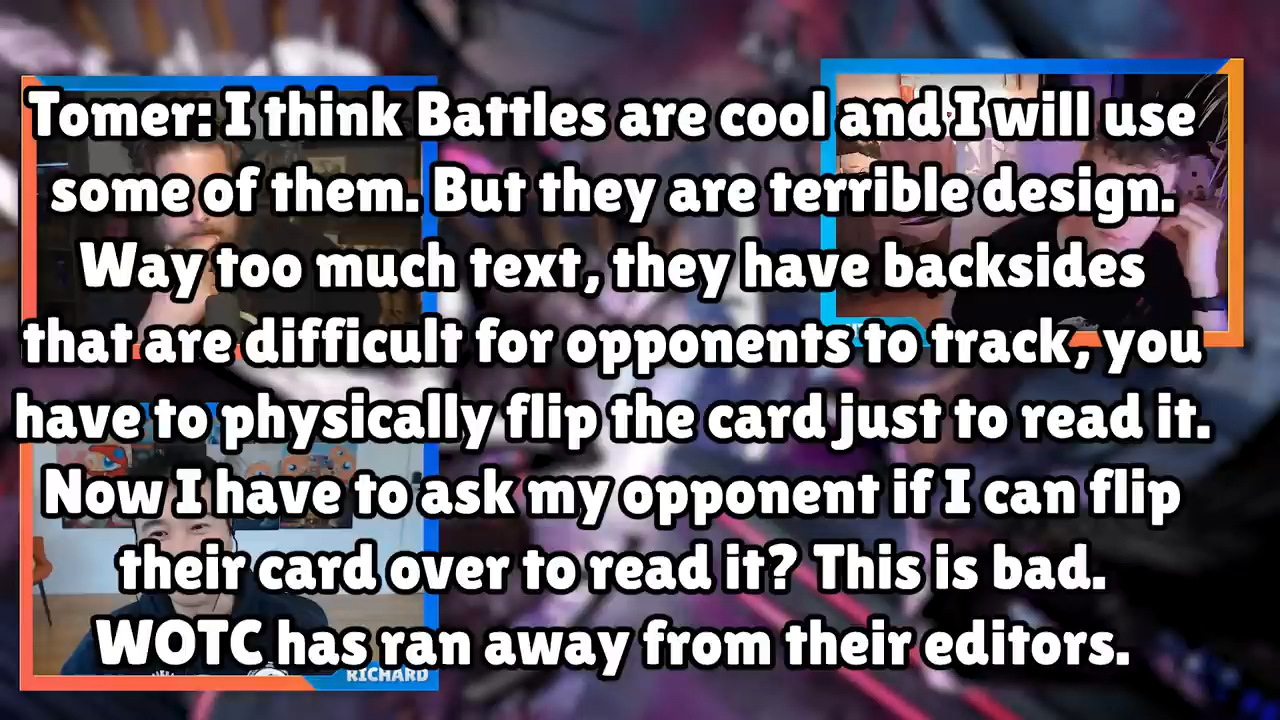 Tomer: I think Battles are cool and I will use
some of them. But they are terrible design.
Way too much text, they have backsides
that are difficult for opponents to track, you
have to physically flip the card just to read it.
Now I have to ask my opponent if I can flip
their card over to read it? This is bad.
WOTC has ran away from their editors.
RICHARD